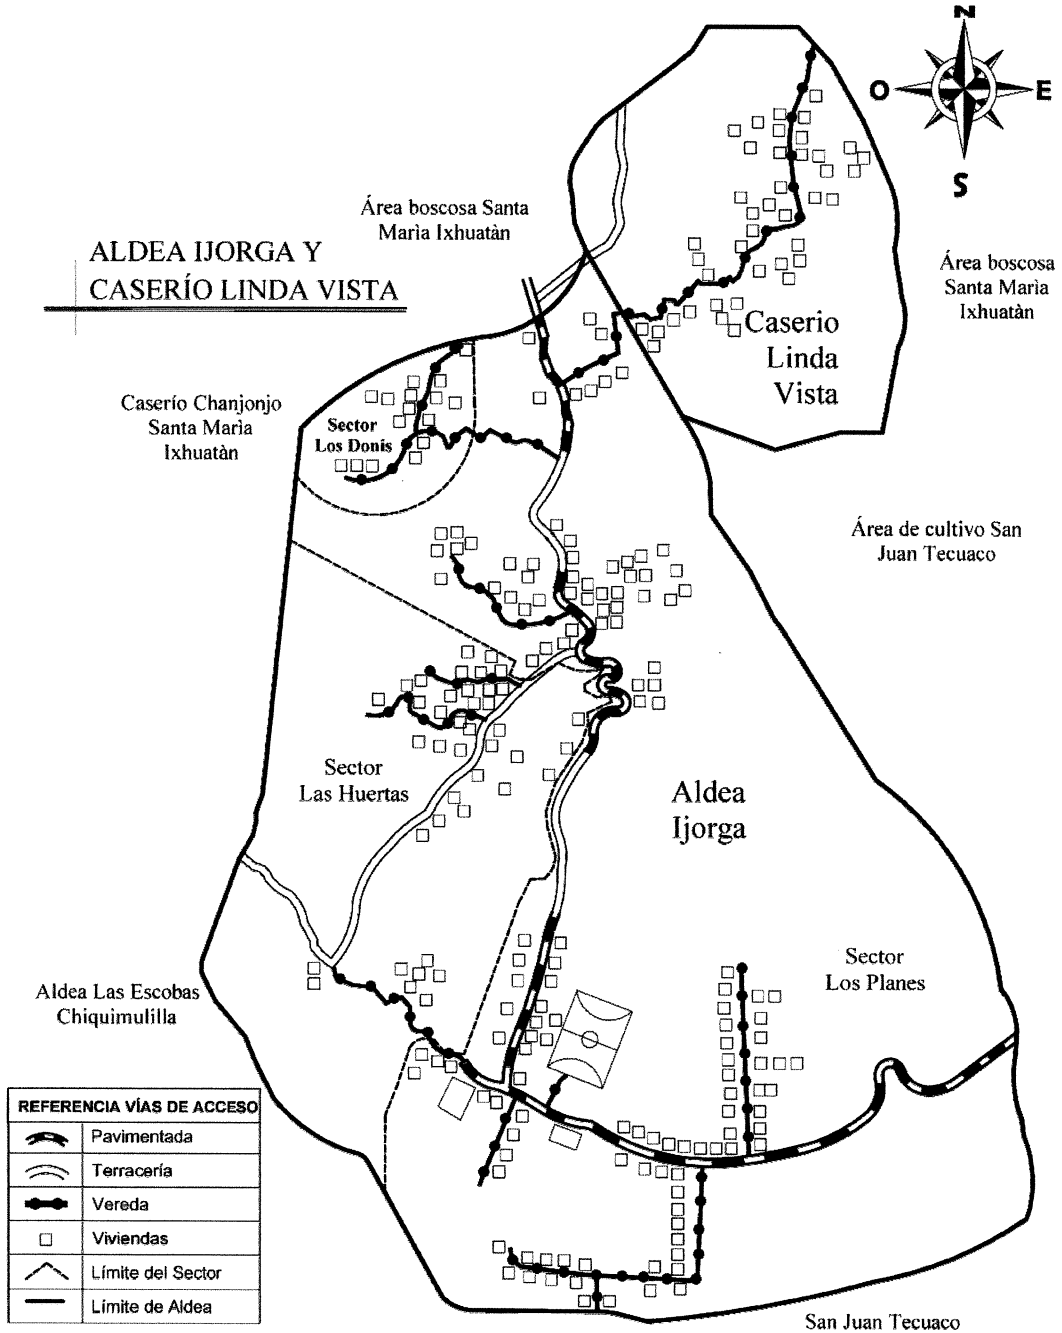 N
O
E
S
Área boscosa Santa
Marìa Ixhuatàn
ALDEA IJORGA Y
CASERÍO LINDA VISTA
Área boscosa
Santa Marìa
Ixhuatàn
Caserio
Linda
Vista
Caserío Chanjonjo
Santa Marìa
Ixhuatàn
Sector
Los Donis
Área de cultivo San
Juan Tecuaco
Sector
Las Huertas
Aldea
Ijorga
Sector
Los Planes
Aldea Las Escobas
Chiquimulilla
REFERENCIA VÍAS DE ACCESO
Pavimentada
Terracería
Vereda
Viviendas
Límite del Sector
Límite de Aldea
San Juan Tecuaco